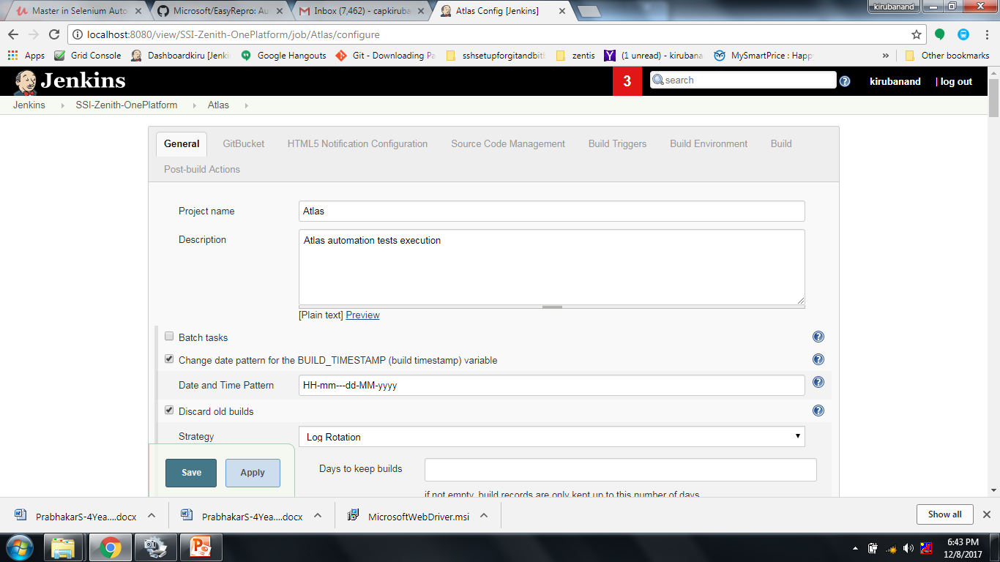 Master in Selenium Auto
Microsoft/EasyRepro: Au
Inbox (7,462) - capkiruba
Atlas Config [Jenkins]
kirubanand
localhost:8080/view/SSI-Zenith-OnePlatform/job/Atlas/configure
Apps
Grid Console
Dashboardkiru [Jenki
Google Hangouts
Git - Downloading Pa
sshsetupforgitandbitb
zentis
(1 unread) - kirubana
MySmartPrice : Happ
»
Other bookmarks
Jenkins
3
search
kirubanand
| log out
Jenkins
SSI-Zenith-OnePlatform
Atlas
General
GitBucket
HTML5 Notification Configuration
Source Code Management
Build Triggers
Build Environment
Build
Post-build Actions
Project name
Atlas
Description
Atlas automation tests execution
[Plain text] Preview
Batch tasks
Change date pattern for the BUILD_TIMESTAMP (build timestamp) variable
Date and Time Pattern
HH-mm---dd-MM-yyyy
Discard old builds
Strategy
Log Rotation
Save
Apply
Days to keep builds
if not empty, build records are only kept up to this number of days
PrabhakarS-4Yea....docx
PrabhakarS-4Yea....docx
MicrosoftWebDriver.msi
Show all
6:43 PM
12/8/2017